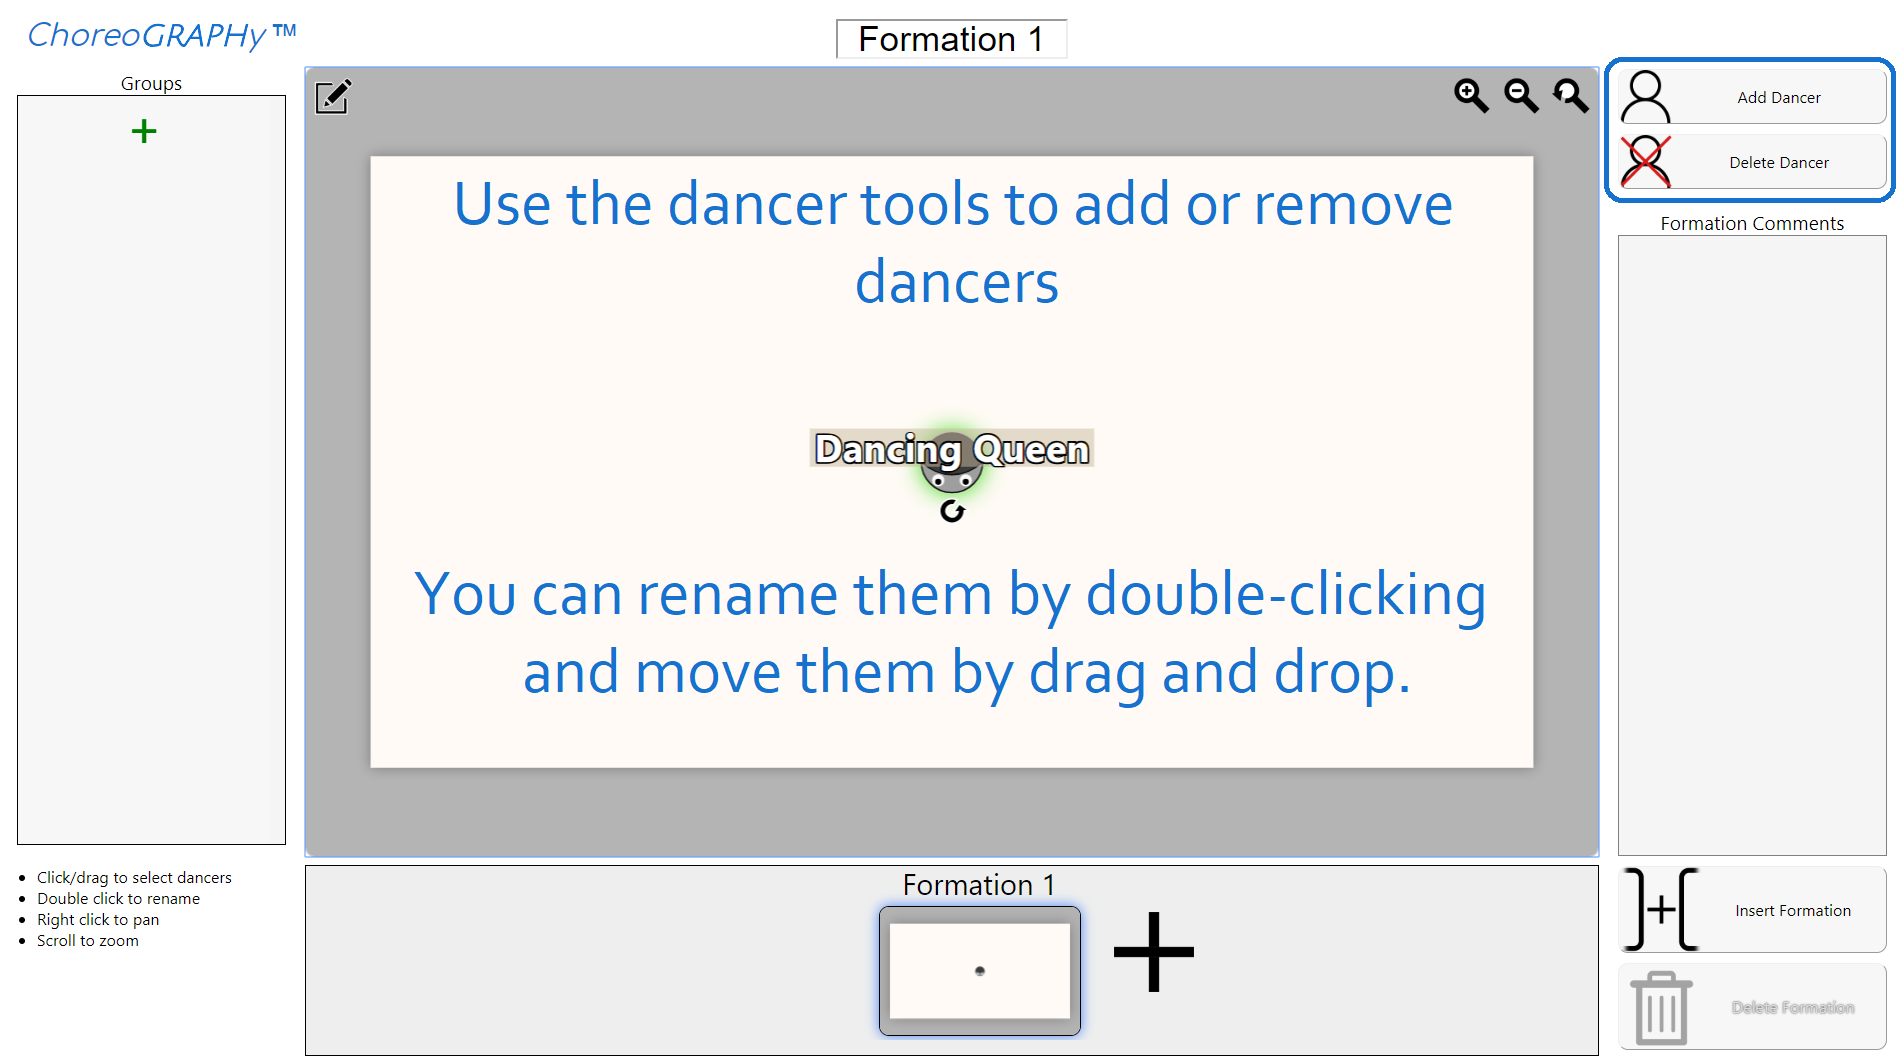 ChoreoGRAPHy™
Formation 1
Groups
Add Dancer
Delete Dancer
Use the dancer tools to add or remove
dancers
Dancing Queen
You can rename them by double-clicking
and move them by drag and drop.
Formation Comments
Click/drag to select dancers
Double click to rename
Right click to pan
Scroll to zoom
Formation 1
Insert Formation
Delete Formation